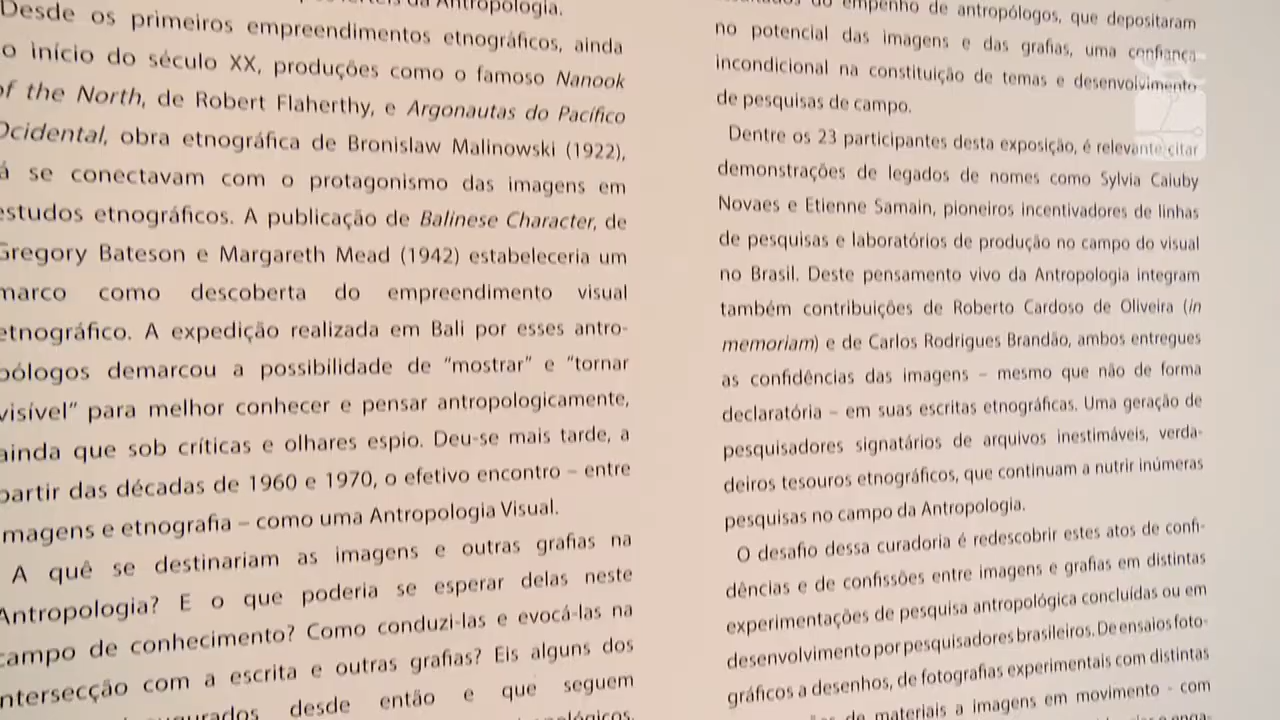 da Antropologia.
Desde os primeiros empreendimentos etnográficos, ainda
o início do século XX, produções como o famoso Nanook
of the North, de Robert Flaherthy, e Argonautas do Pacífico
Ocidental, obra etnográfica de Bronislaw Malinowski (1922),
á se conectavam com o protagonismo das imagens em
estudos etnográficos. A publicação de Balinese Character, de
Gregory Bateson e Margareth Mead (1942) estabeleceria um
marco como descoberta do empreendimento visual
etnográfico. A expedição realizada em Bali por esses antro-
pólogos demarcou a possibilidade de “mostrar” e “tornar
visível” para melhor conhecer e pensar antropologicamente,
ainda que sob críticas e olhares espio. Deu-se mais tarde, a
partir das décadas de 1960 e 1970, o efetivo encontro – entre
imagens e etnografia – como uma Antropologia Visual.
A quê se destinariam as imagens e outras grafias na
Antropologia? E o que poderia se esperar delas neste
campo de conhecimento? Como conduzi-las e evocá-las na
intersecção com a escrita e outras grafias? Eis alguns dos
desde então e que seguem
empenho de antropólogos, que depositaram
no potencial das imagens e das grafias, uma confiança
incondicional na constituição de temas e desenvolvimento
de pesquisas de campo.
Dentre os 23 participantes desta exposição, é relevante citar
demonstrações de legados de nomes como Sylvia Caiuby
Novaes e Etienne Samain, pioneiros incentivadores de linhas
de pesquisas e laboratórios de produção no campo do visual
no Brasil. Deste pensamento vivo da Antropologia integram
também contribuições de Roberto Cardoso de Oliveira (in
memoriam) e de Carlos Rodrigues Brandão, ambos entregues
as confidências das imagens – mesmo que não de forma
declaratória – em suas escritas etnográficas. Uma geração de
pesquisadores signatários de arquivos inestimáveis, verda-
deiros tesouros etnográficos, que continuam a nutrir inúmeras
pesquisas no campo da Antropologia.
O desafio dessa curadoria é redescobrir estes atos de confi-
dências e de confissões entre imagens e grafias em distintas
experimentações de pesquisa antropológica concluídas ou em
desenvolvimento por pesquisadores brasileiros. De ensaios foto-
gráficos a desenhos, de fotografias experimentais com distintas
de materiais a imagens em movimento - com